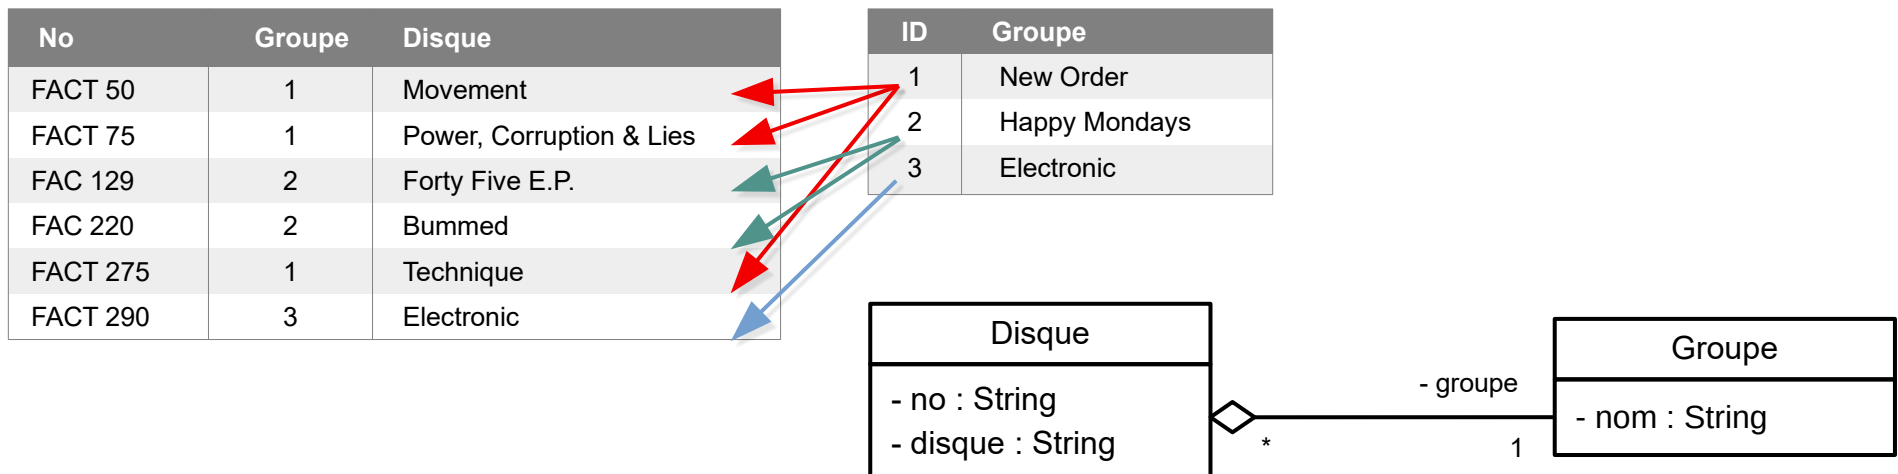 No Groupe Disque
FACT 50 1 Movement
FACT 75 1 Power, Corruption & Lies
FAC 129 2 Forty Five E.P.
FAC 220 2 Bummed
FACT 275 1 Technique
FACT 290 3 Electronic
ID Groupe
1 New Order
2 Happy Mondays
3 Electronic
Disque
- no : String
- disque : String
- groupe
* 1
Groupe
- nom : String